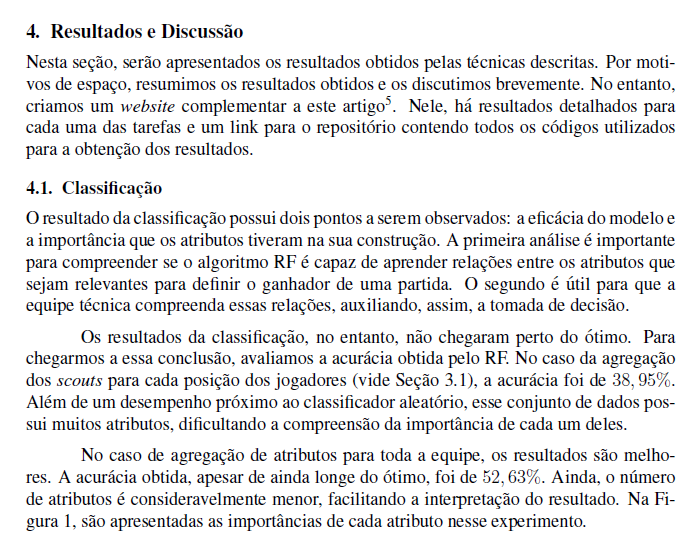 4. Resultados e Discussão
Nesta seção, serão apresentados os resultados obtidos pelas técnicas descritas. Por moti-
vos de espaço, resumimos os resultados obtidos e os discutimos brevemente. No entanto,
criamos um website complementar a este artigo5. Nele, há resultados detalhados para
cada uma das tarefas e um link para o repositório contendo todos os códigos utilizados
para a obtenção dos resultados.
4.1. Classificação
O resultado da classificação possui dois pontos a serem observados: a eficácia do modelo e
a importância que os atributos tiveram na sua construção. A primeira análise é importante
para compreender se o algoritmo RF é capaz de aprender relações entre os atributos que
sejam relevantes para definir o ganhador de uma partida. O segundo é útil para que a
equipe técnica compreenda essas relações, auxiliando, assim, a tomada de decisão.
Os resultados da classificação, no entanto, não chegaram perto do ótimo. Para
chegarmos a essa conclusão, avaliamos a acurácia obtida pelo RF. No caso da agregação
dos scouts para cada posição dos jogadores (vide Seção 3.1), a acurácia foi de 38, 95%.
Além de um desempenho próximo ao classificador aleatório, esse conjunto de dados pos-
sui muitos atributos, dificultando a compreensão da importância de cada um deles.
No caso de agregação de atributos para toda a equipe, os resultados são melho-
res. A acurácia obtida, apesar de ainda longe do ótimo, foi de 52, 63%. Ainda, o número
de atributos é consideravelmente menor, facilitando a interpretação do resultado. Na Fi-
gura 1, são apresentadas as importâncias de cada atributo nesse experimento.